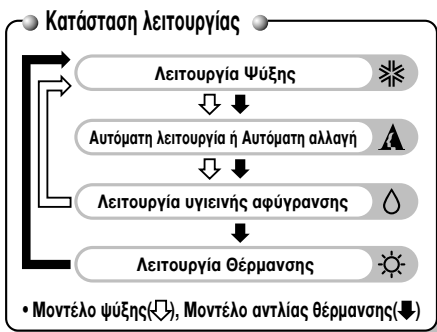 Κατάσταση λειτουργίας
Λειτουργία Ψύξης
Αυτόματη λειτουργία ή Αυτόματη αλλαγή
Λειτουργία υγιεινής αφύγρανσης
Λειτουργία Θέρμανσης
• Μοντέλο ψύξης(⇩), Μοντέλο αντλίας θέρμανσης(⬇)